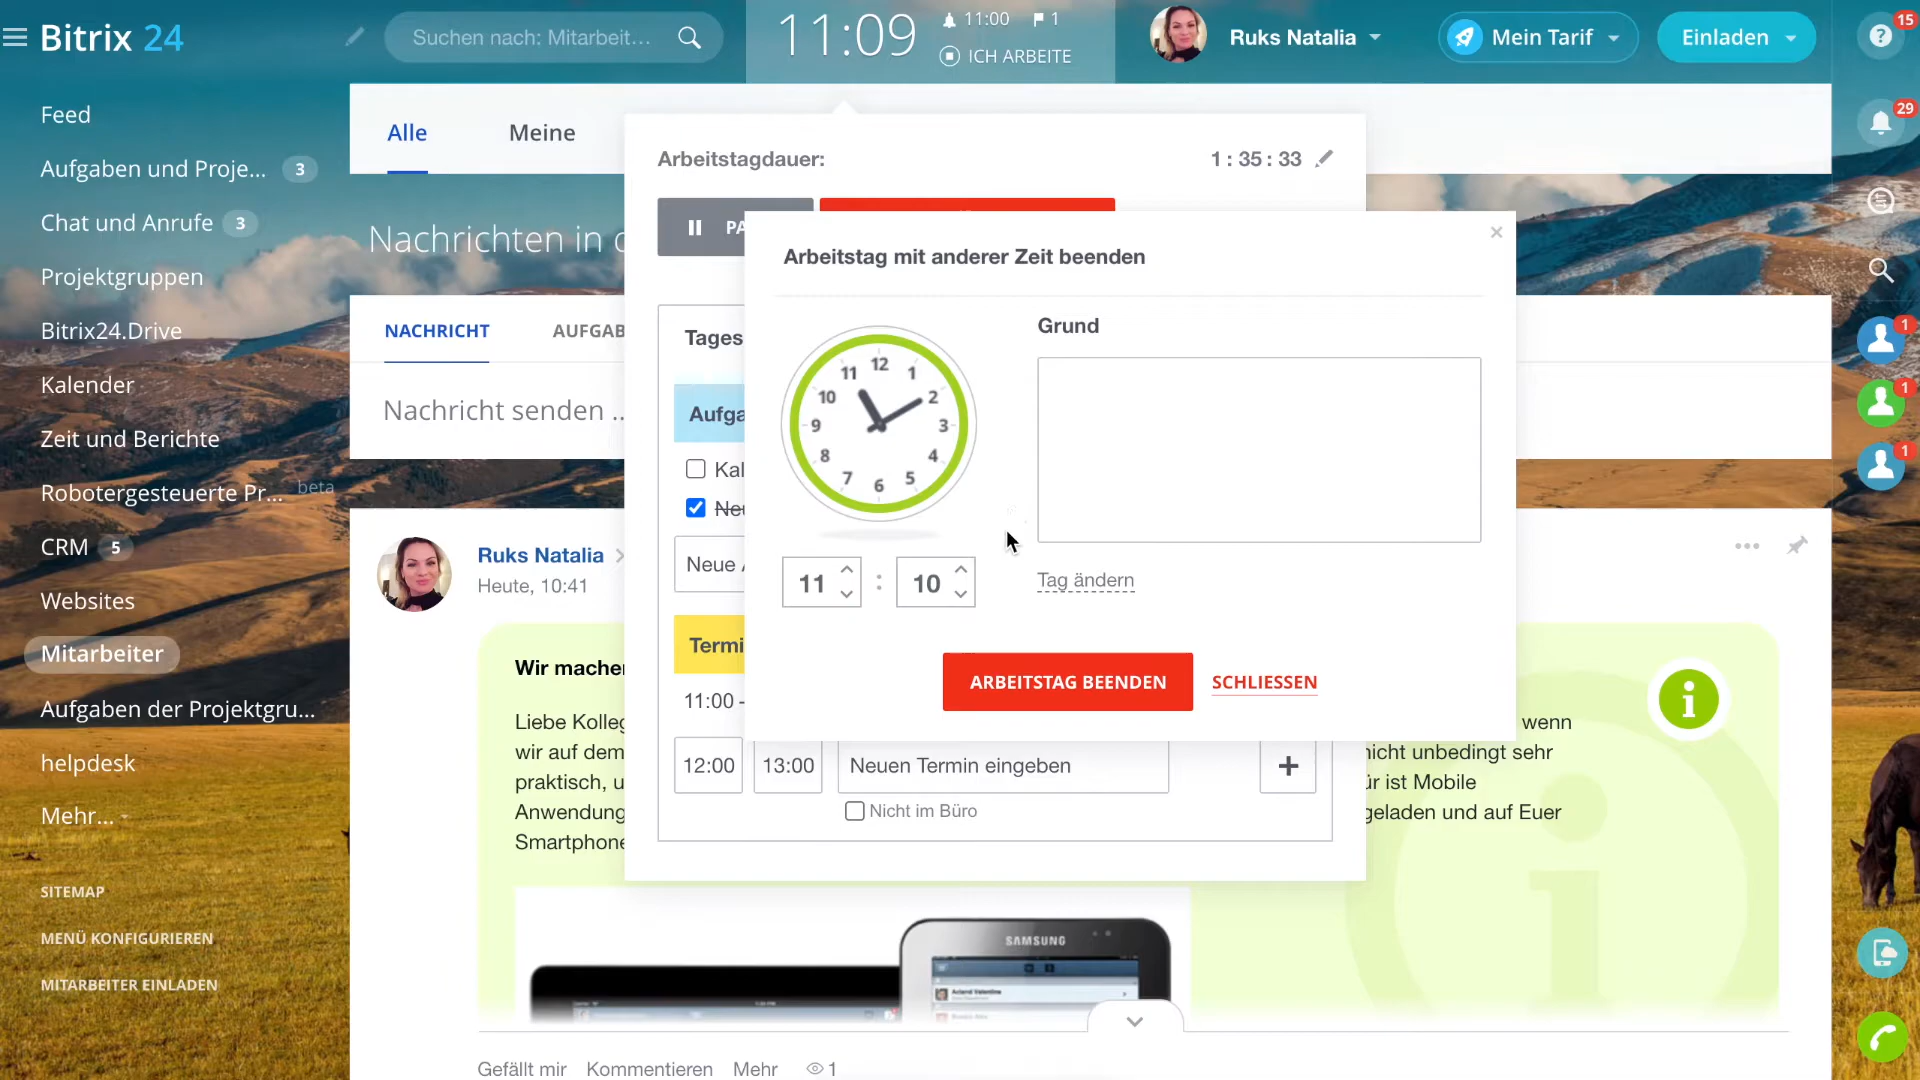 Bitrix 24
Suchen nach: Mitarbeit...
11:09
11:00
1
ICH ARBEITE
Ruks Natalia
Mein Tarif
Einladen
15
29
1
1
1
Feed
Aufgaben und Proje... 3
Chat und Anrufe 3
Projektgruppen
Bitrix24.Drive
Kalender
Zeit und Berichte
Robotergesteuerte Pr... beta
CRM 5
Websites
Mitarbeiter
Aufgaben der Projektgru...
helpdesk
Mehr...
SITEMAP
MENÜ KONFIGURIEREN
MITARBEITER EINLADEN
Alle
Meine
Nachrichten in
NACHRICHT
AUFGAB
Nachricht senden ..
Arbeitstagdauer:
1 : 35 : 33
PA
Tages
Aufga
Kal
Neu
Neue
Termi
11:00 -
12:00
13:00
Neuen Termin eingeben
+
Nicht im Büro
Arbeitstag mit anderer Zeit beenden
12
1
2
3
4
5
6
7
8
9
10
11
11 : 10
Grund
Tag ändern
ARBEITSTAG BEENDEN
SCHLIESSEN
Ruks Natalia
Heute, 10:41
Wir machen
Liebe Kolleg
wenn
wir auf dem
nicht unbedingt sehr
praktisch, u
ür ist Mobile
Anwendung
geladen und auf Euer
Smartphone
SAMSUNG
Gefällt mir
Kommentieren
Mehr
1